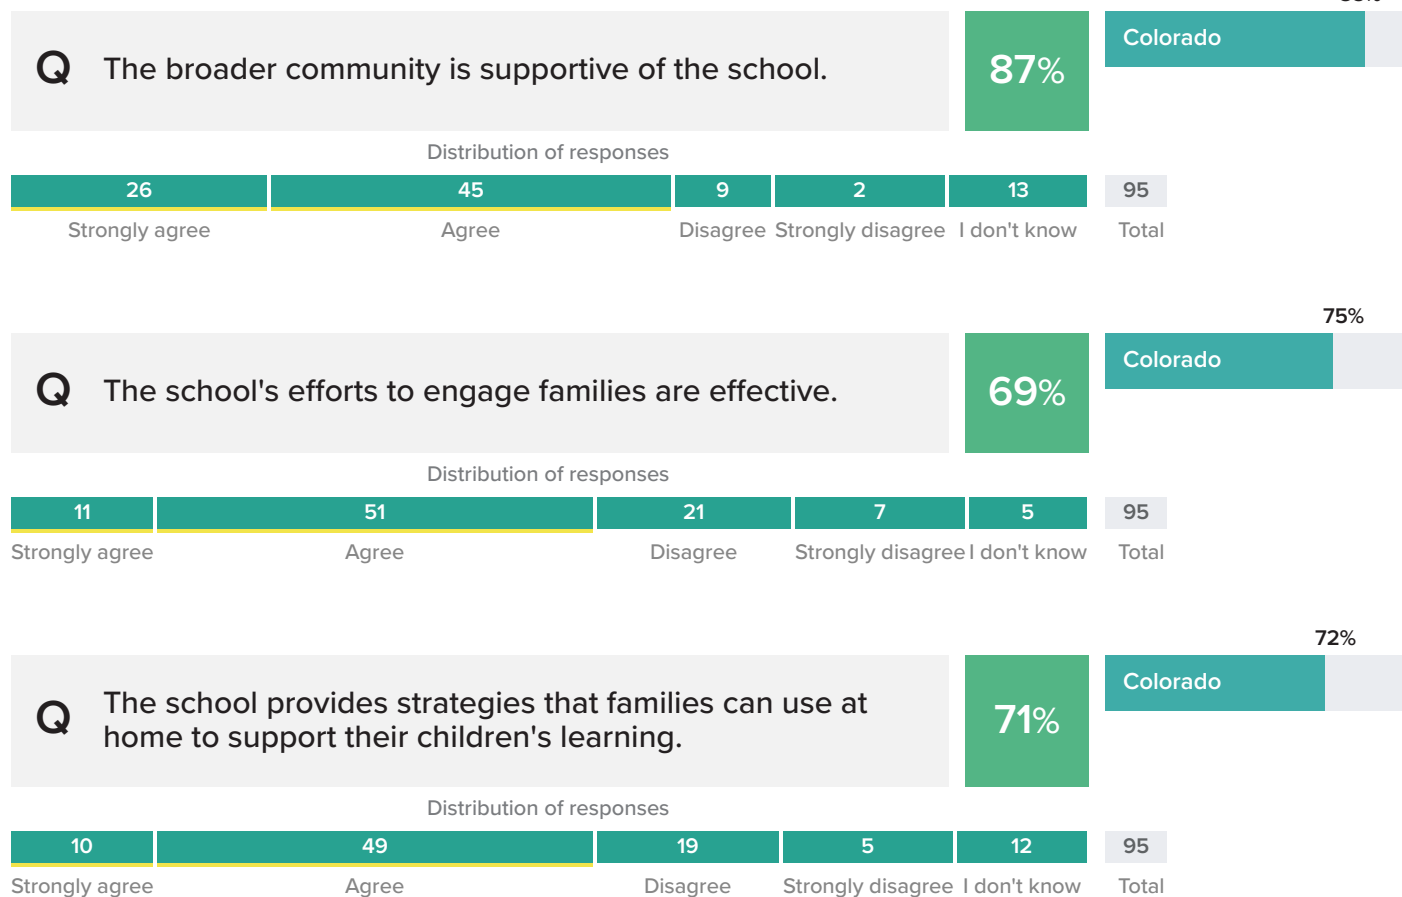 Q The broader community is supportive of the school. 87% Colorado
Distribution of responses
26 45 9 2 13 95
Strongly agree Agree Disagree Strongly disagree I don't know Total
75%
Q The school's efforts to engage families are effective. 69% Colorado
Distribution of responses
11 51 21 7 5 95
Strongly agree Agree Disagree Strongly disagree I don't know Total
72%
Q The school provides strategies that families can use at
home to support their children's learning. 71% Colorado
Distribution of responses
10 49 19 5 12 95
Strongly agree Agree Disagree Strongly disagree I don't know Total